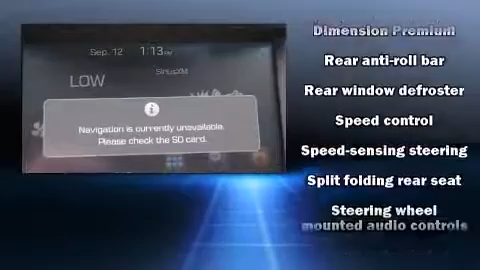 Sep. 12 1:13 PM
SiriusXM
LOW
Navigation is currently unavailable.
Please check the SD card.
Dimension Premium
Rear anti-roll bar
Rear window defroster
Speed control
Speed-sensing steering
Split folding rear seat
Steering wheel
mounted audio controls